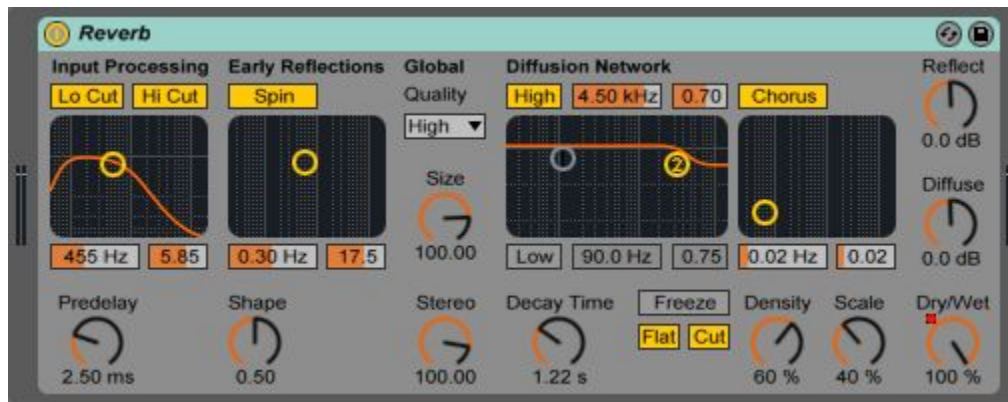 Reverb
Input Processing Early Reflections Global Diffusion Network Reflect
Lo Cut Hi Cut Spin Quality High 4.50 kHz 0.70 Chorus
High
0.0 dB
2
Size Diffuse
455 Hz 5.85 0.30 Hz 17.5 100.00 Low 90.0 Hz 0.75 0.02 Hz 0.02 0.0 dB
Predelay Shape Stereo Decay Time Freeze Density Scale Dry/Wet
Flat Cut
2.50 ms 0.50 100.00 1.22 s 60 % 40 % 100 %